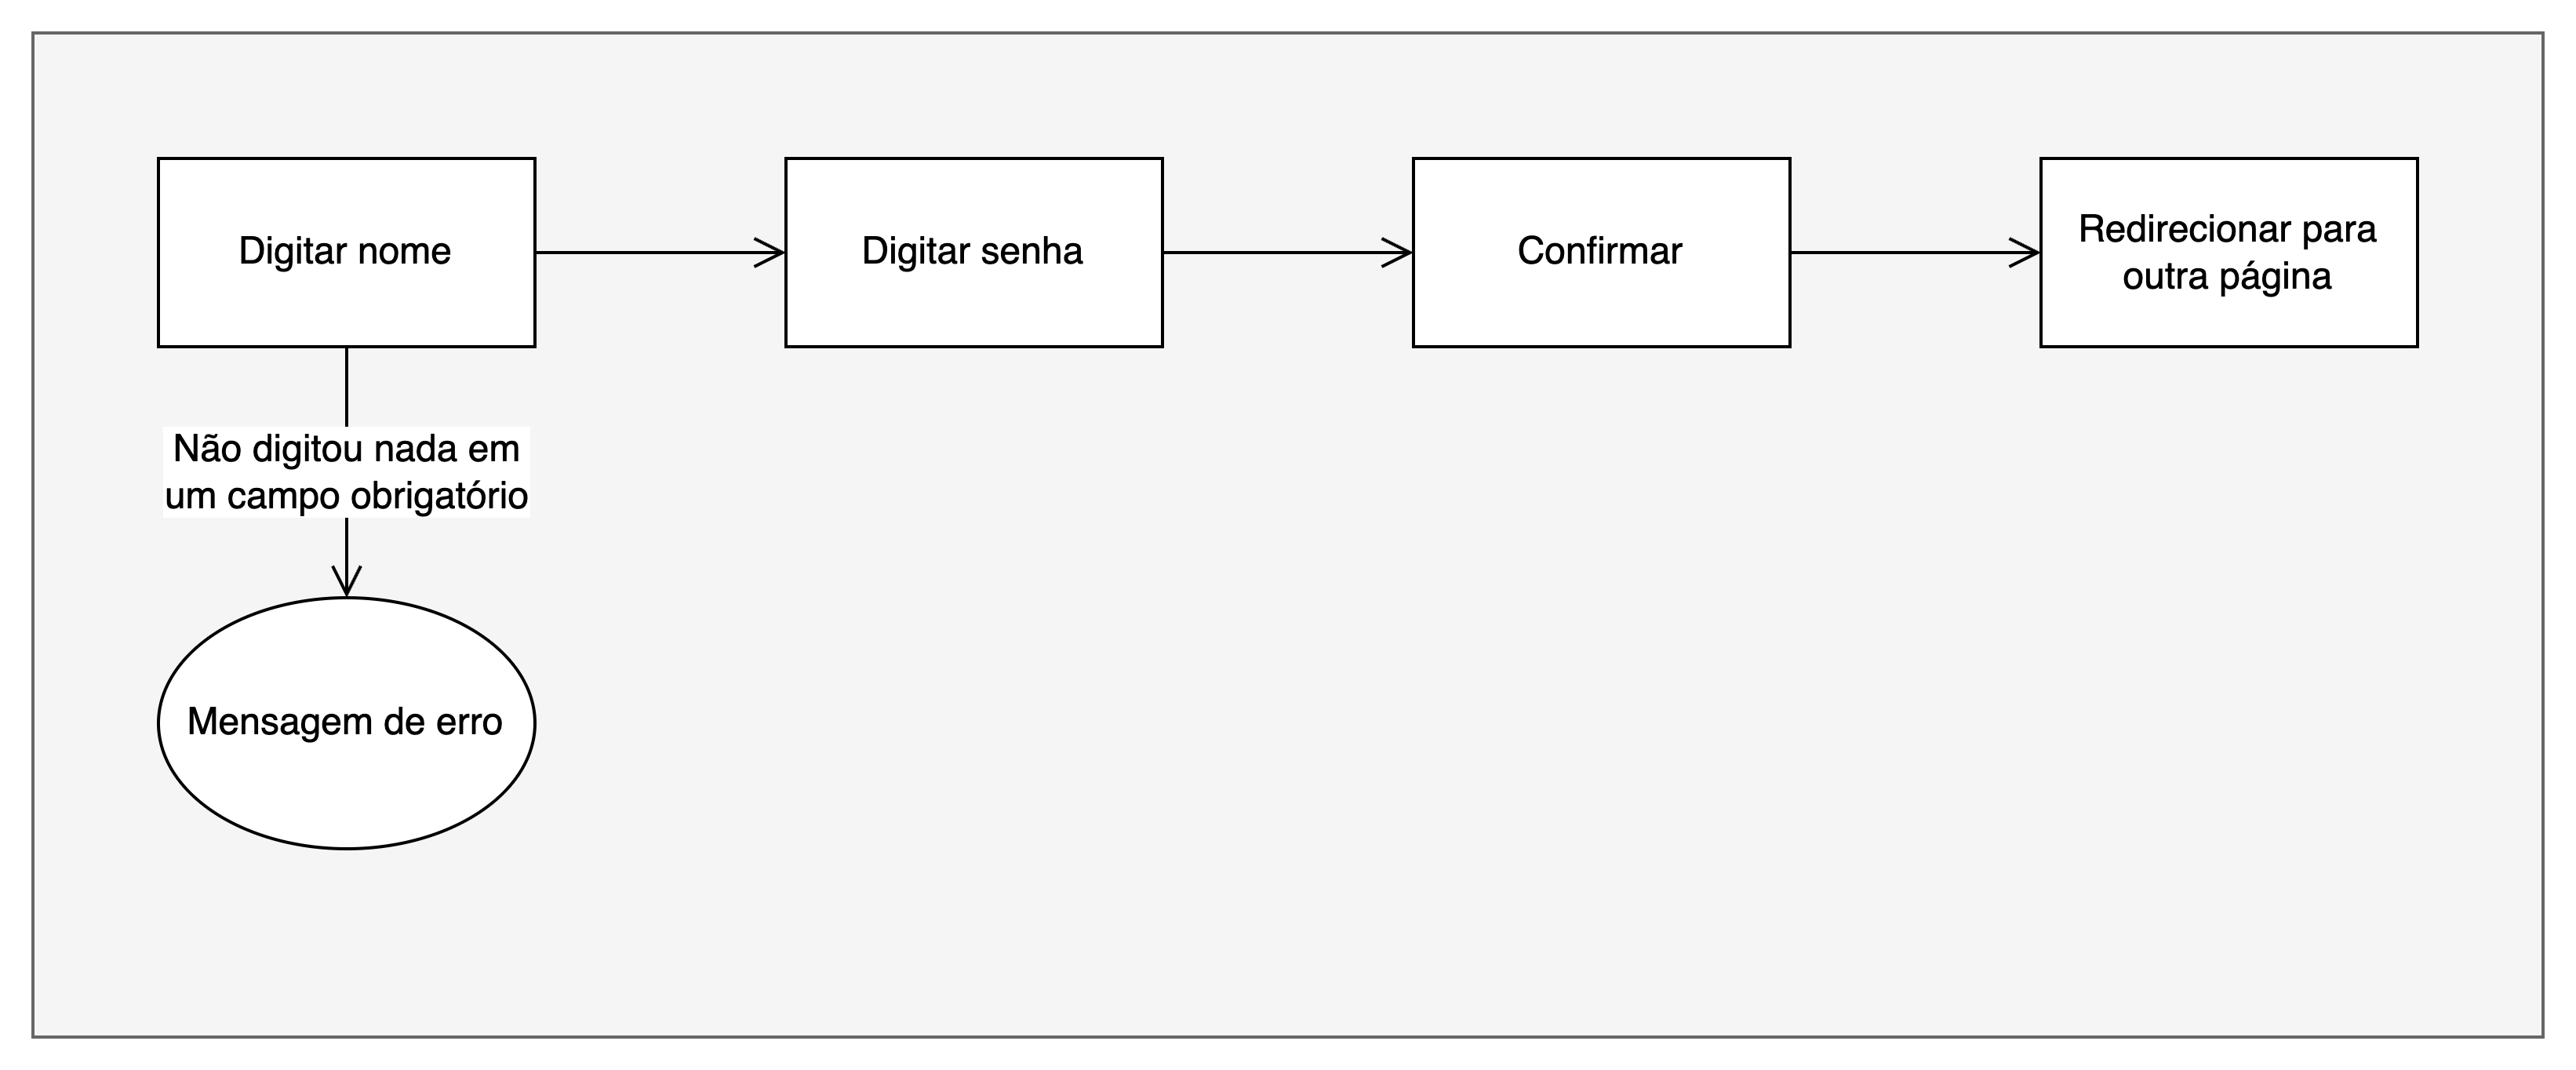 Digitar nome
Digitar senha
Confirmar
Redirecionar para
outra página
Não digitou nada em
um campo obrigatório
Mensagem de erro